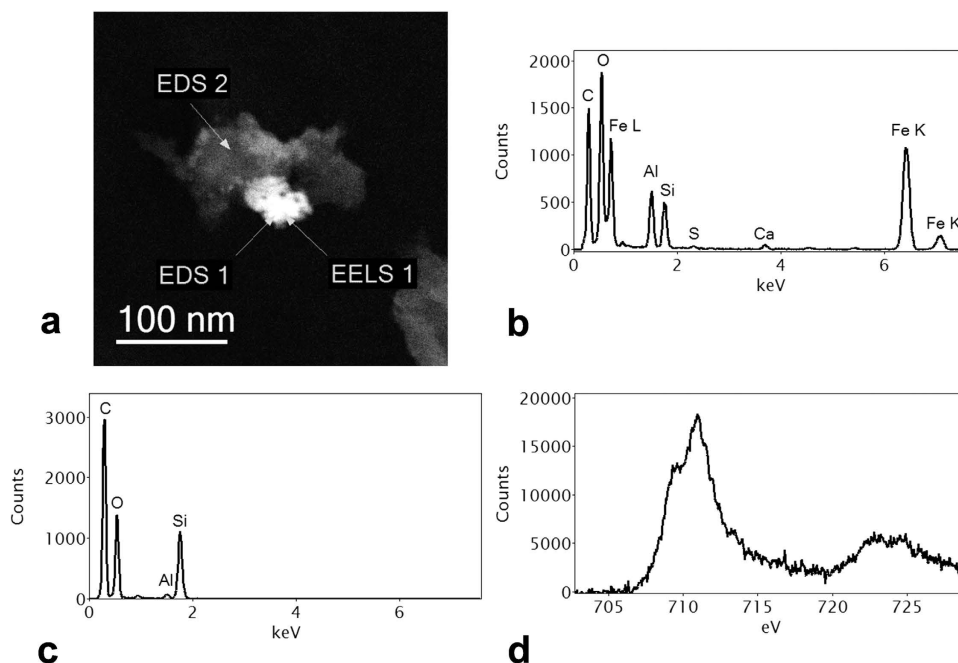 EDS 2
EDS 1
EELS 1
100 nm
a
2000
1500
1000
500
0
Counts
C
O
Fe L
Al
Si
S
Ca
Fe K
Fe K
0
2
4
6
keV
b
3000
2000
1000
0
Counts
C
O
Al
Si
0
2
4
6
keV
c
20000
15000
10000
5000
0
Counts
705
710
715
720
725
eV
d